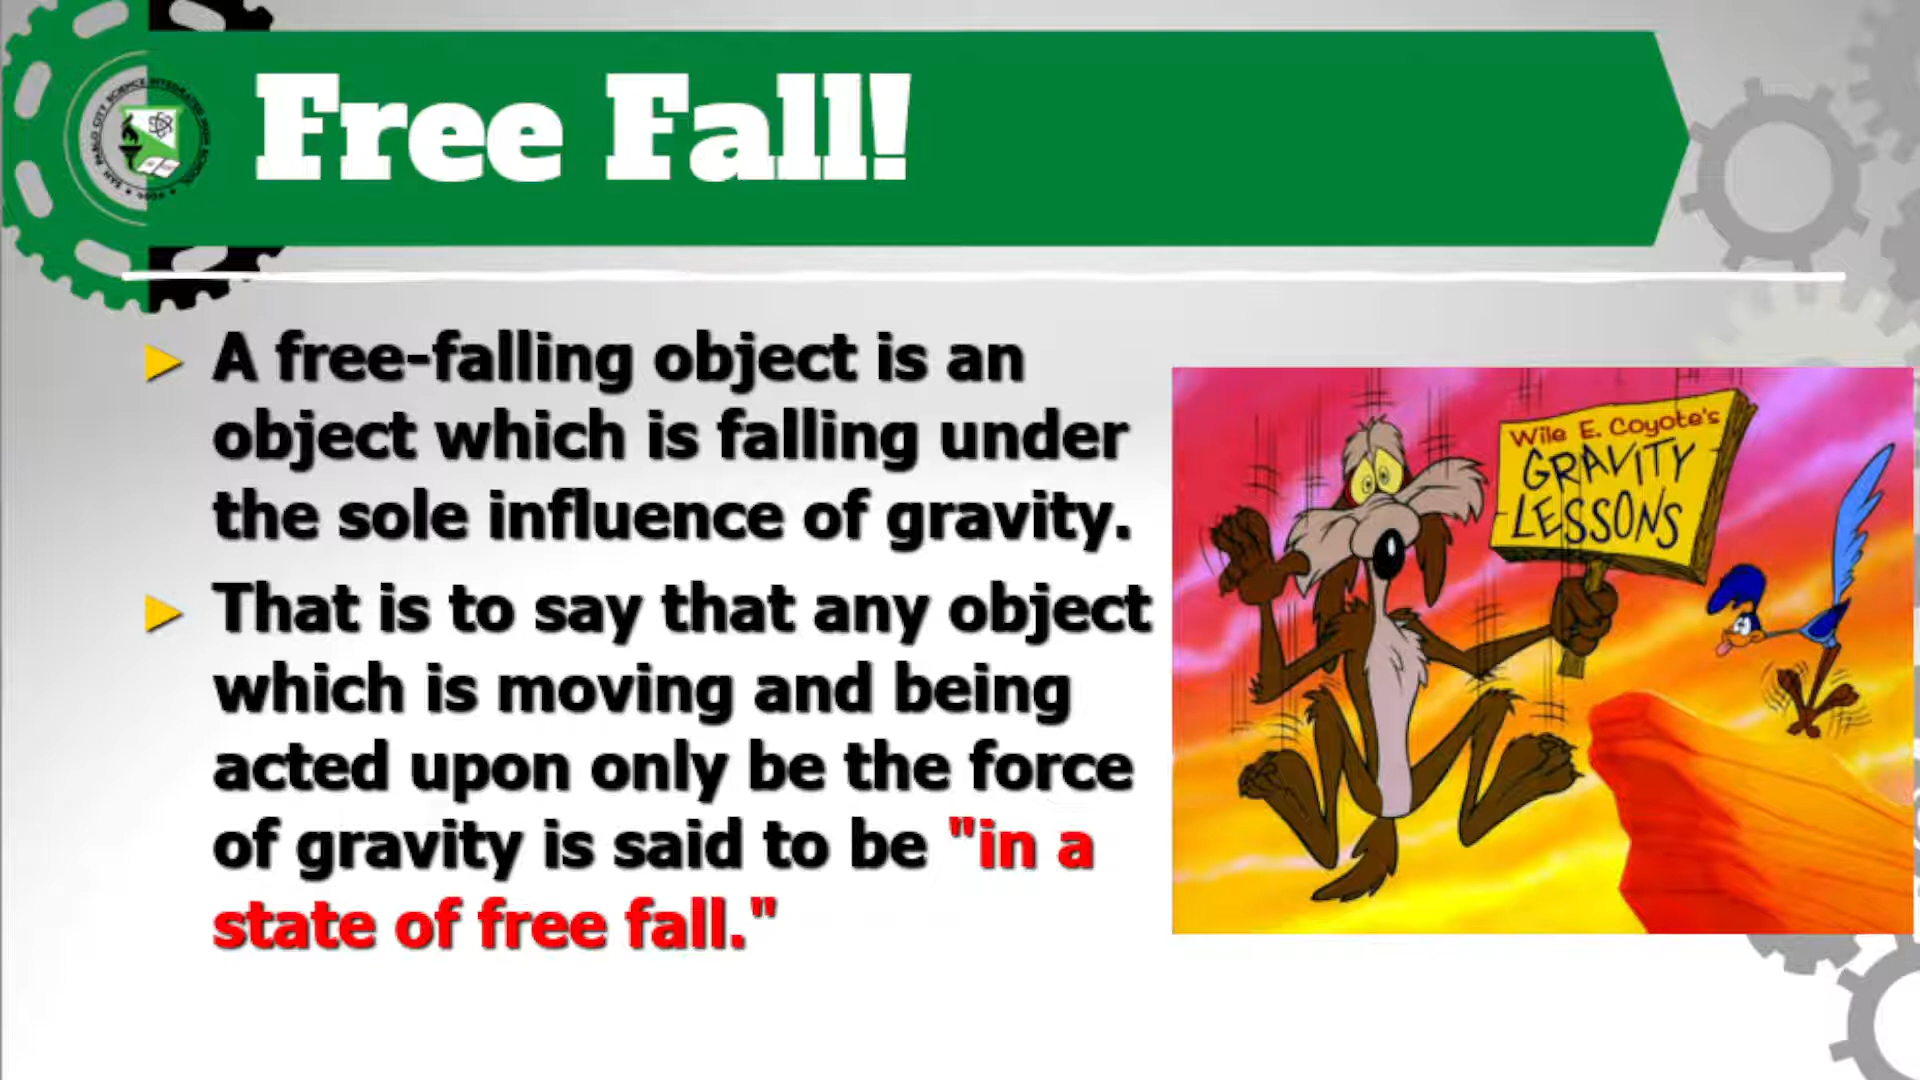 Free Fall!
A free-falling object is an
object which is falling under
the sole influence of gravity.
That is to say that any object
which is moving and being
acted upon only be the force
of gravity is said to be "in a
state of free fall."
Wile E. Coyote's
GRAVITY
LESSONS